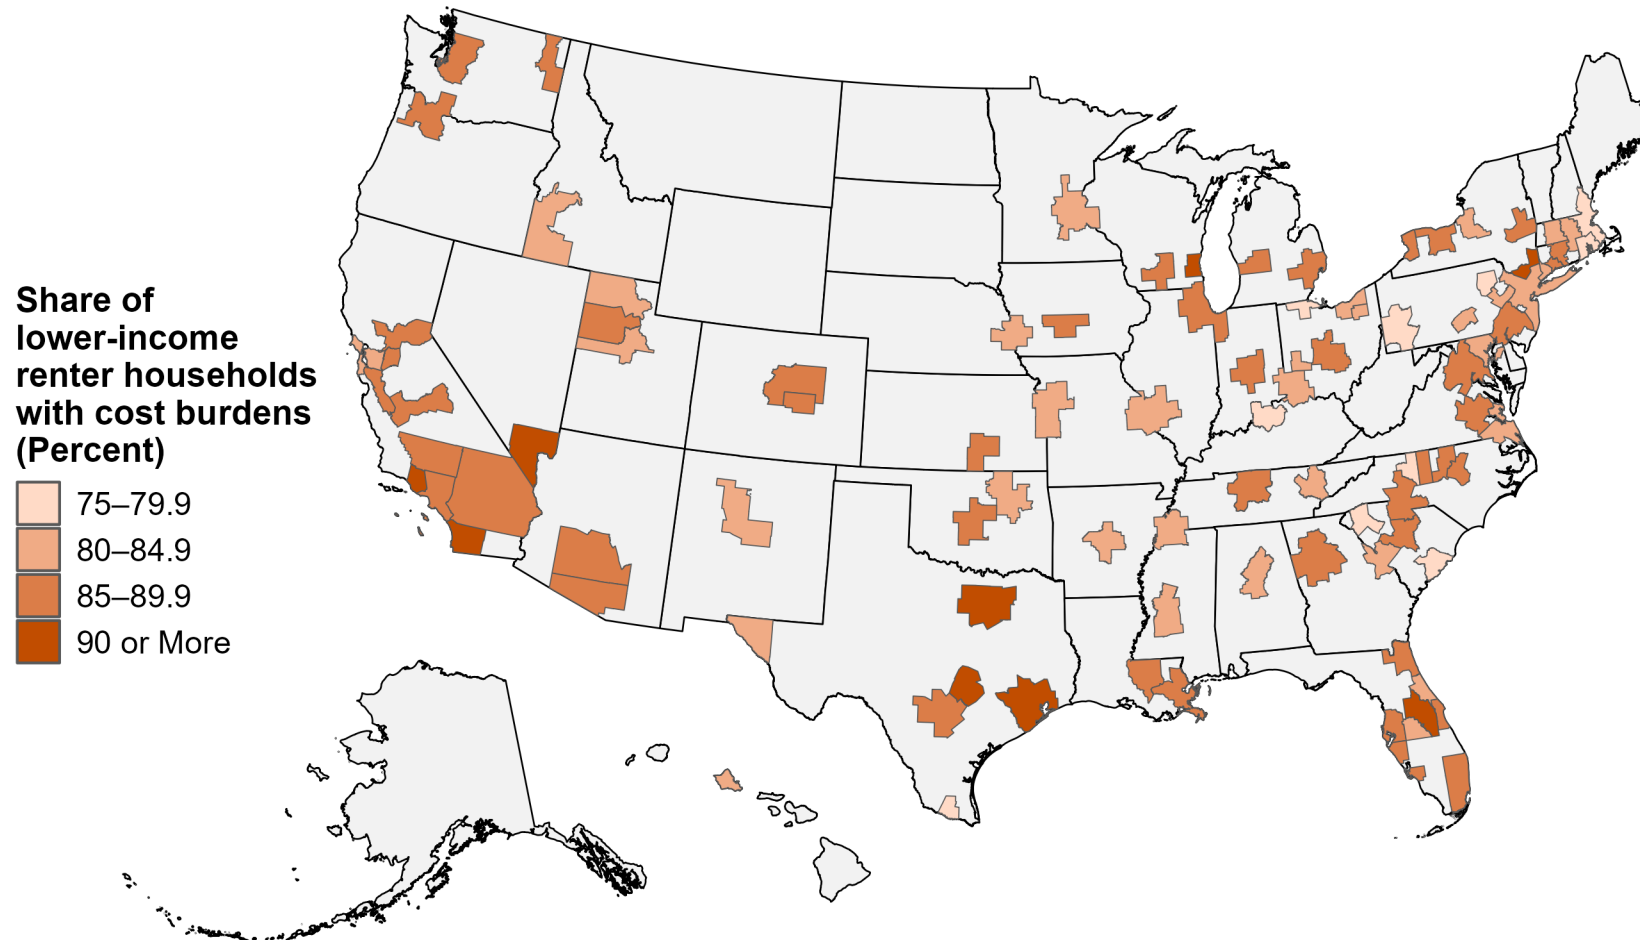 Share of
lower-income
renter households
with cost burdens
(Percent)
75–79.9
80–84.9
85–89.9
90 or More